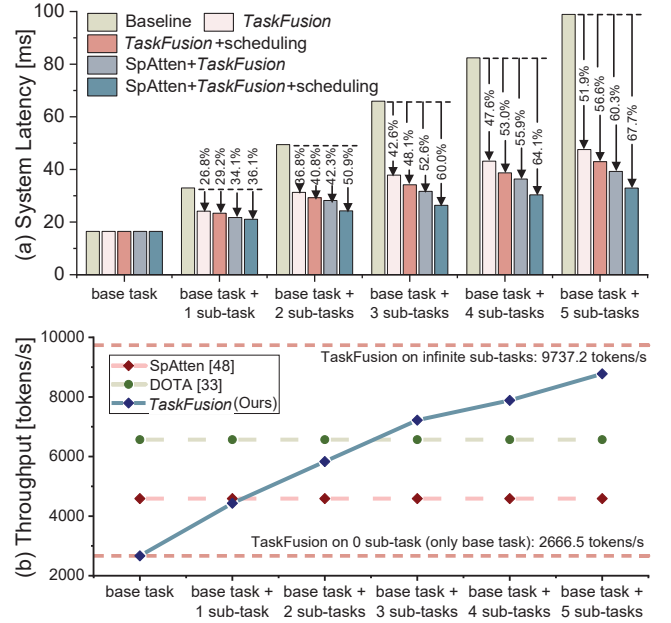 (a) System Latency [ms]
100
80
60
40
20
0
Baseline
TaskFusion
TaskFusion+scheduling
SpAtten+TaskFusion
SpAtten+TaskFusion+scheduling
26.8%
29.2%
34.1%
36.1%
36.8%
40.8%
42.3%
50.9%
42.6%
48.1%
52.6%
60.0%
47.6%
53.0%
55.9%
64.1%
51.9%
56.6%
60.3%
67.7%
base task
base task +
1 sub-task
base task +
2 sub-tasks
base task +
3 sub-tasks
base task +
4 sub-tasks
base task +
5 sub-tasks
(b) Throughput [tokens/s]
10000
8000
6000
4000
2000
SpAtten [48]
DOTA [33]
TaskFusion (Ours)
TaskFusion on infinite sub-tasks: 9737.2 tokens/s
TaskFusion on 0 sub-task (only base task): 2666.5 tokens/s
base task
base task +
1 sub-task
base task +
2 sub-tasks
base task +
3 sub-tasks
base task +
4 sub-tasks
base task +
5 sub-tasks